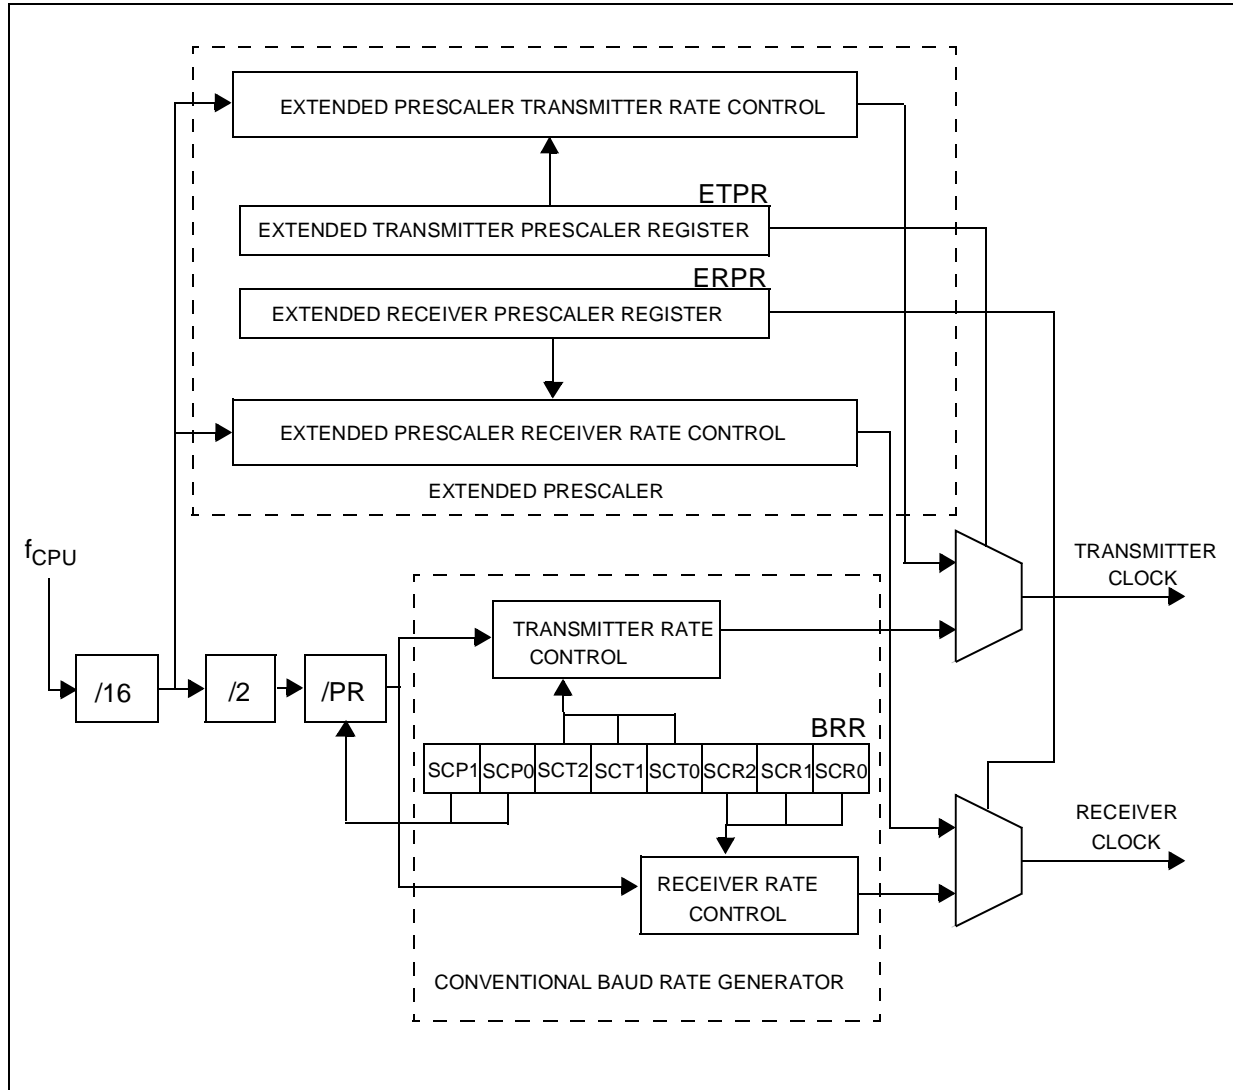 EXTENDED PRESCALER TRANSMITTER RATE CONTROL
ETPR
EXTENDED TRANSMITTER PRESCALER REGISTER
ERPR
EXTENDED RECEIVER PRESCALER REGISTER
EXTENDED PRESCALER RECEIVER RATE CONTROL
EXTENDED PRESCALER
fCPU
TRANSMITTER
CLOCK
TRANSMITTER RATE
CONTROL
/16
/2
/PR
BRR
SCP1 SCP0 SCT2 SCT1 SCT0 SCR2 SCR1 SCR0
RECEIVER
CLOCK
RECEIVER RATE
CONTROL
CONVENTIONAL BAUD RATE GENERATOR